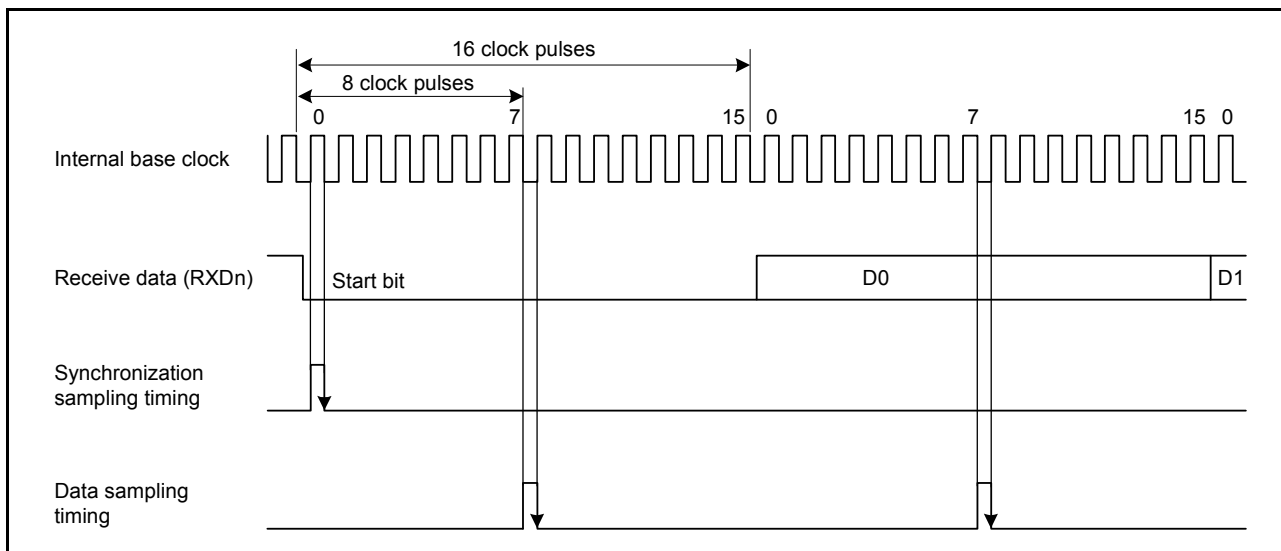 16 clock pulses
8 clock pulses
0 7 15 0 7 15 0
Internal base clock
Receive data (RXDn)
Start bit
D0
D1
Synchronization
sampling timing
Data sampling
timing